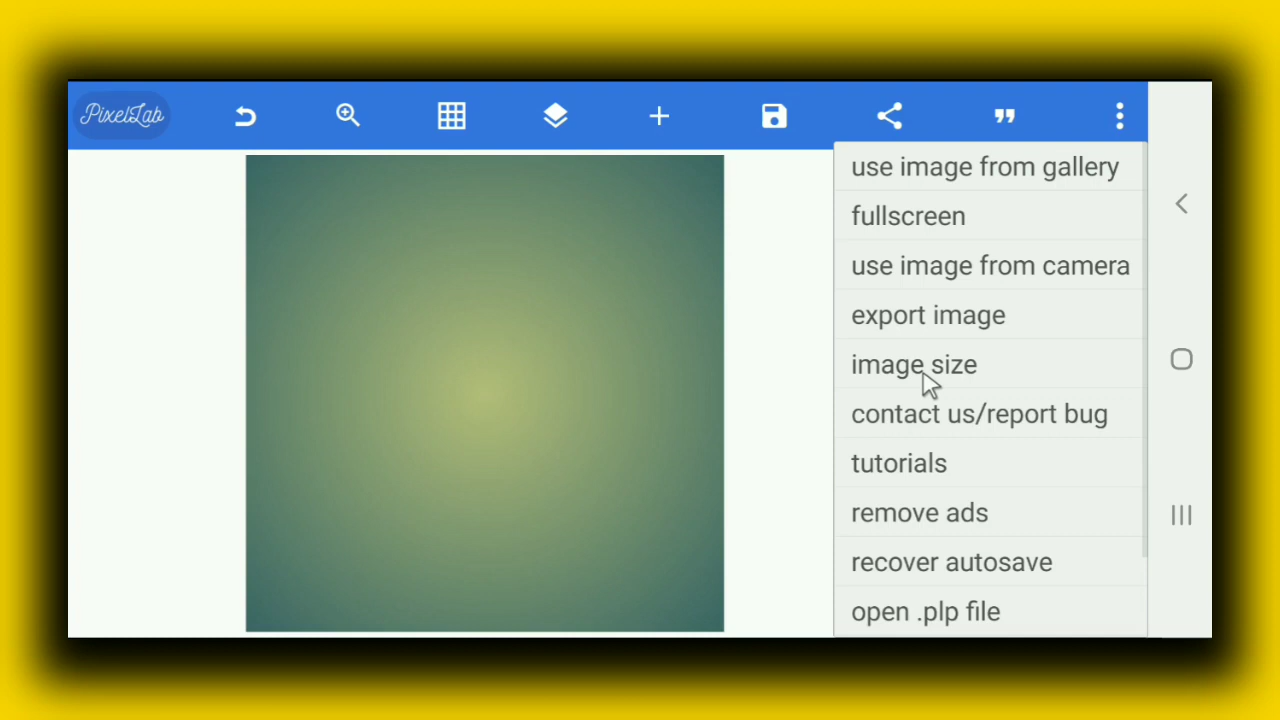 PixelLab
use image from gallery
fullscreen
use image from camera
export image
image size
contact us/report bug
tutorials
remove ads
recover autosave
open .plp file